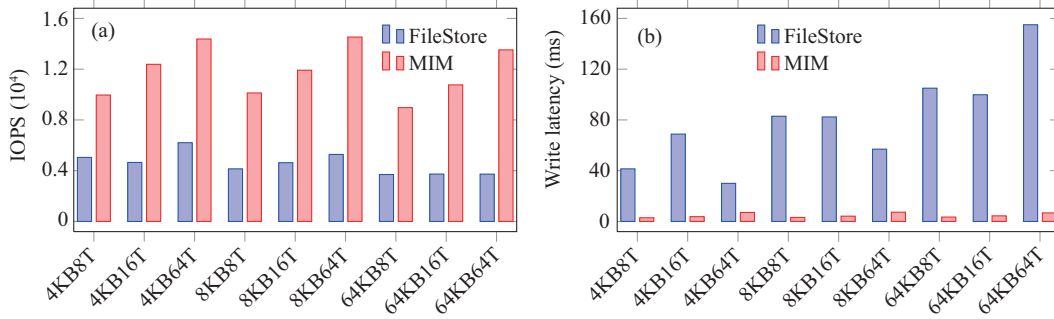 (a)
FileStore
MIM
IOPS (10⁴)
1.6
1.2
0.8
0.4
0
4KB8T
4KB16T
4KB64T
8KB8T
8KB16T
8KB64T
64KB8T
64KB16T
64KB64T
(b)
FileStore
MIM
Write latency (ms)
160
120
80
40
0
4KB8T
4KB16T
4KB64T
8KB8T
8KB16T
8KB64T
64KB8T
64KB16T
64KB64T